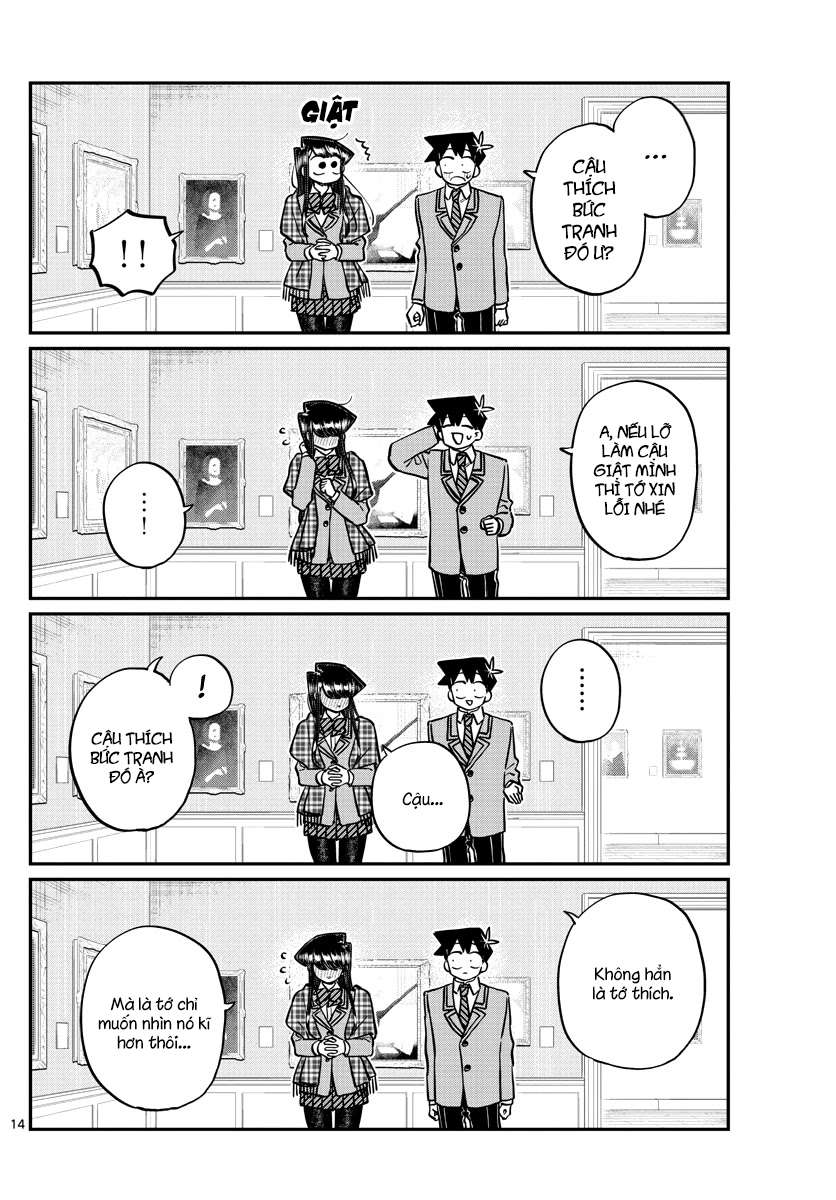 ...
CẬU
THÍCH
BỨC
TRANH
ĐÓ Ư?
GIẬT
!!
A, NẾU LỠ
LÀM CẬU
GIẬT MÌNH
THÌ TỚ XIN
LỖI NHÉ
...!
......
Cậu...
!
CẬU THÍCH
BỨC TRANH
ĐÓ À?
Không hẳn
là tớ thích.
Mà là tớ chỉ
muốn nhìn nó kĩ
hơn thôi...
14